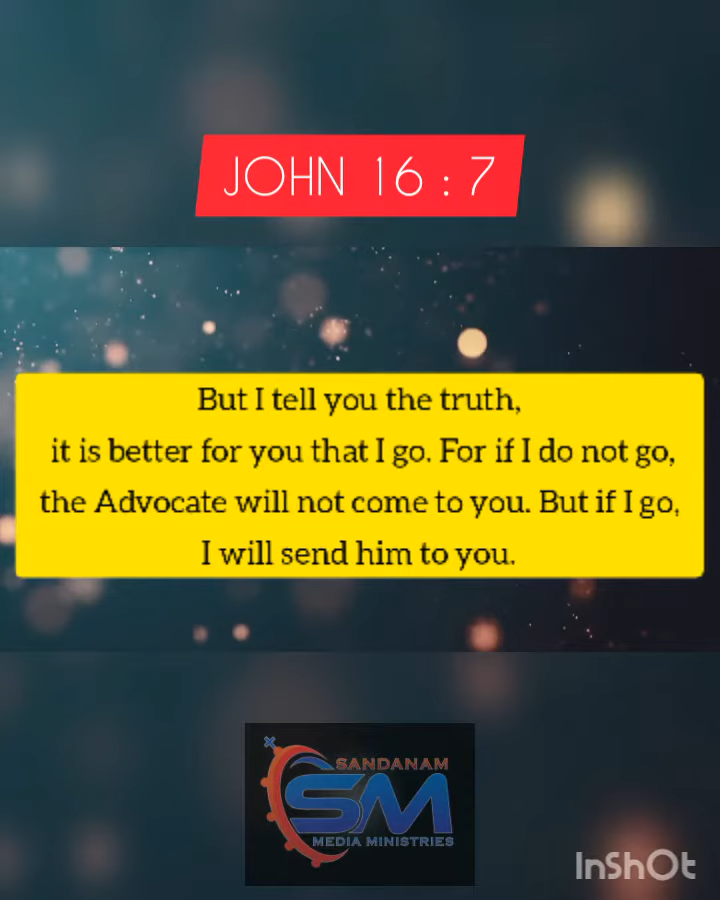 JOHN 16 : 7
But I tell you the truth,
it is better for you that I go. For if I do not go,
the Advocate will not come to you. But if I go,
I will send him to you.
SANDANAM
SM
MEDIA MINISTRIES
InShOt